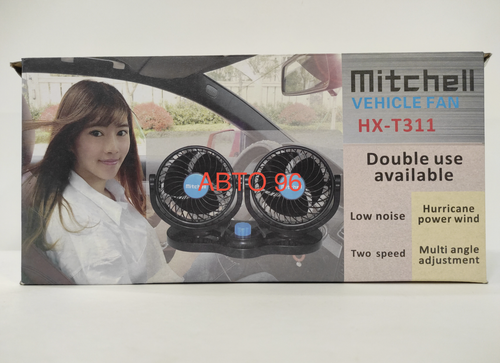 mitchell
VEHICLE FAN
HX-T311
Double use
available
Low noise
Hurricane
power wind
Two speed
Multi angle
adjustment
АВТО 96